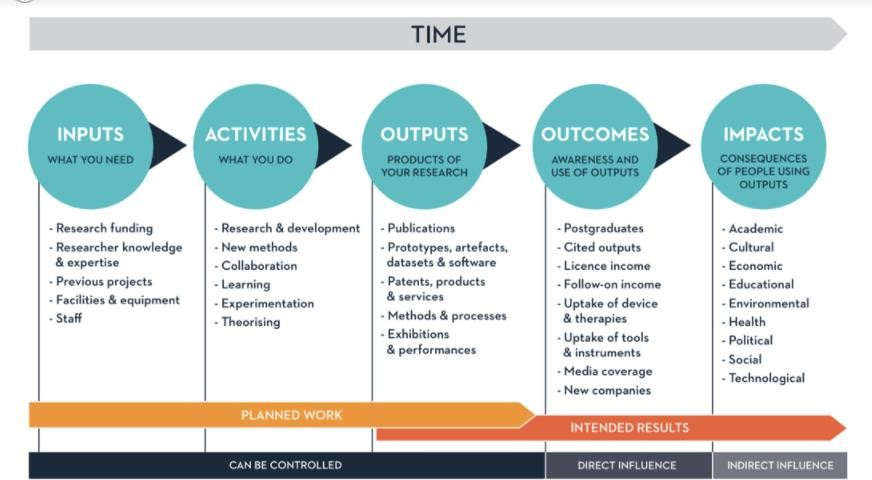 TIME
INPUTS
WHAT YOU NEED
- Research funding
- Researcher knowledge
& expertise
- Previous projects
- Facilities & equipment
- Staff
ACTIVITIES
WHAT YOU DO
- Research & development
- New methods
- Collaboration
- Learning
- Experimentation
- Theorising
OUTPUTS
PRODUCTS OF
YOUR RESEARCH
- Publications
- Prototypes, artefacts,
datasets & software
- Patents, products
& services
- Methods & processes
- Exhibitions
& performances
OUTCOMES
AWARENESS AND
USE OF OUTPUTS
- Postgraduates
- Cited outputs
- Licence income
- Follow-on income
- Uptake of device
& therapies
- Uptake of tools
& instruments
- Media coverage
- New companies
IMPACTS
CONSEQUENCES
OF PEOPLE USING
OUTPUTS
- Academic
- Cultural
- Economic
- Educational
- Environmental
- Health
- Political
- Social
- Technological
PLANNED WORK
INTENDED RESULTS
CAN BE CONTROLLED
DIRECT INFLUENCE
INDIRECT INFLUENCE